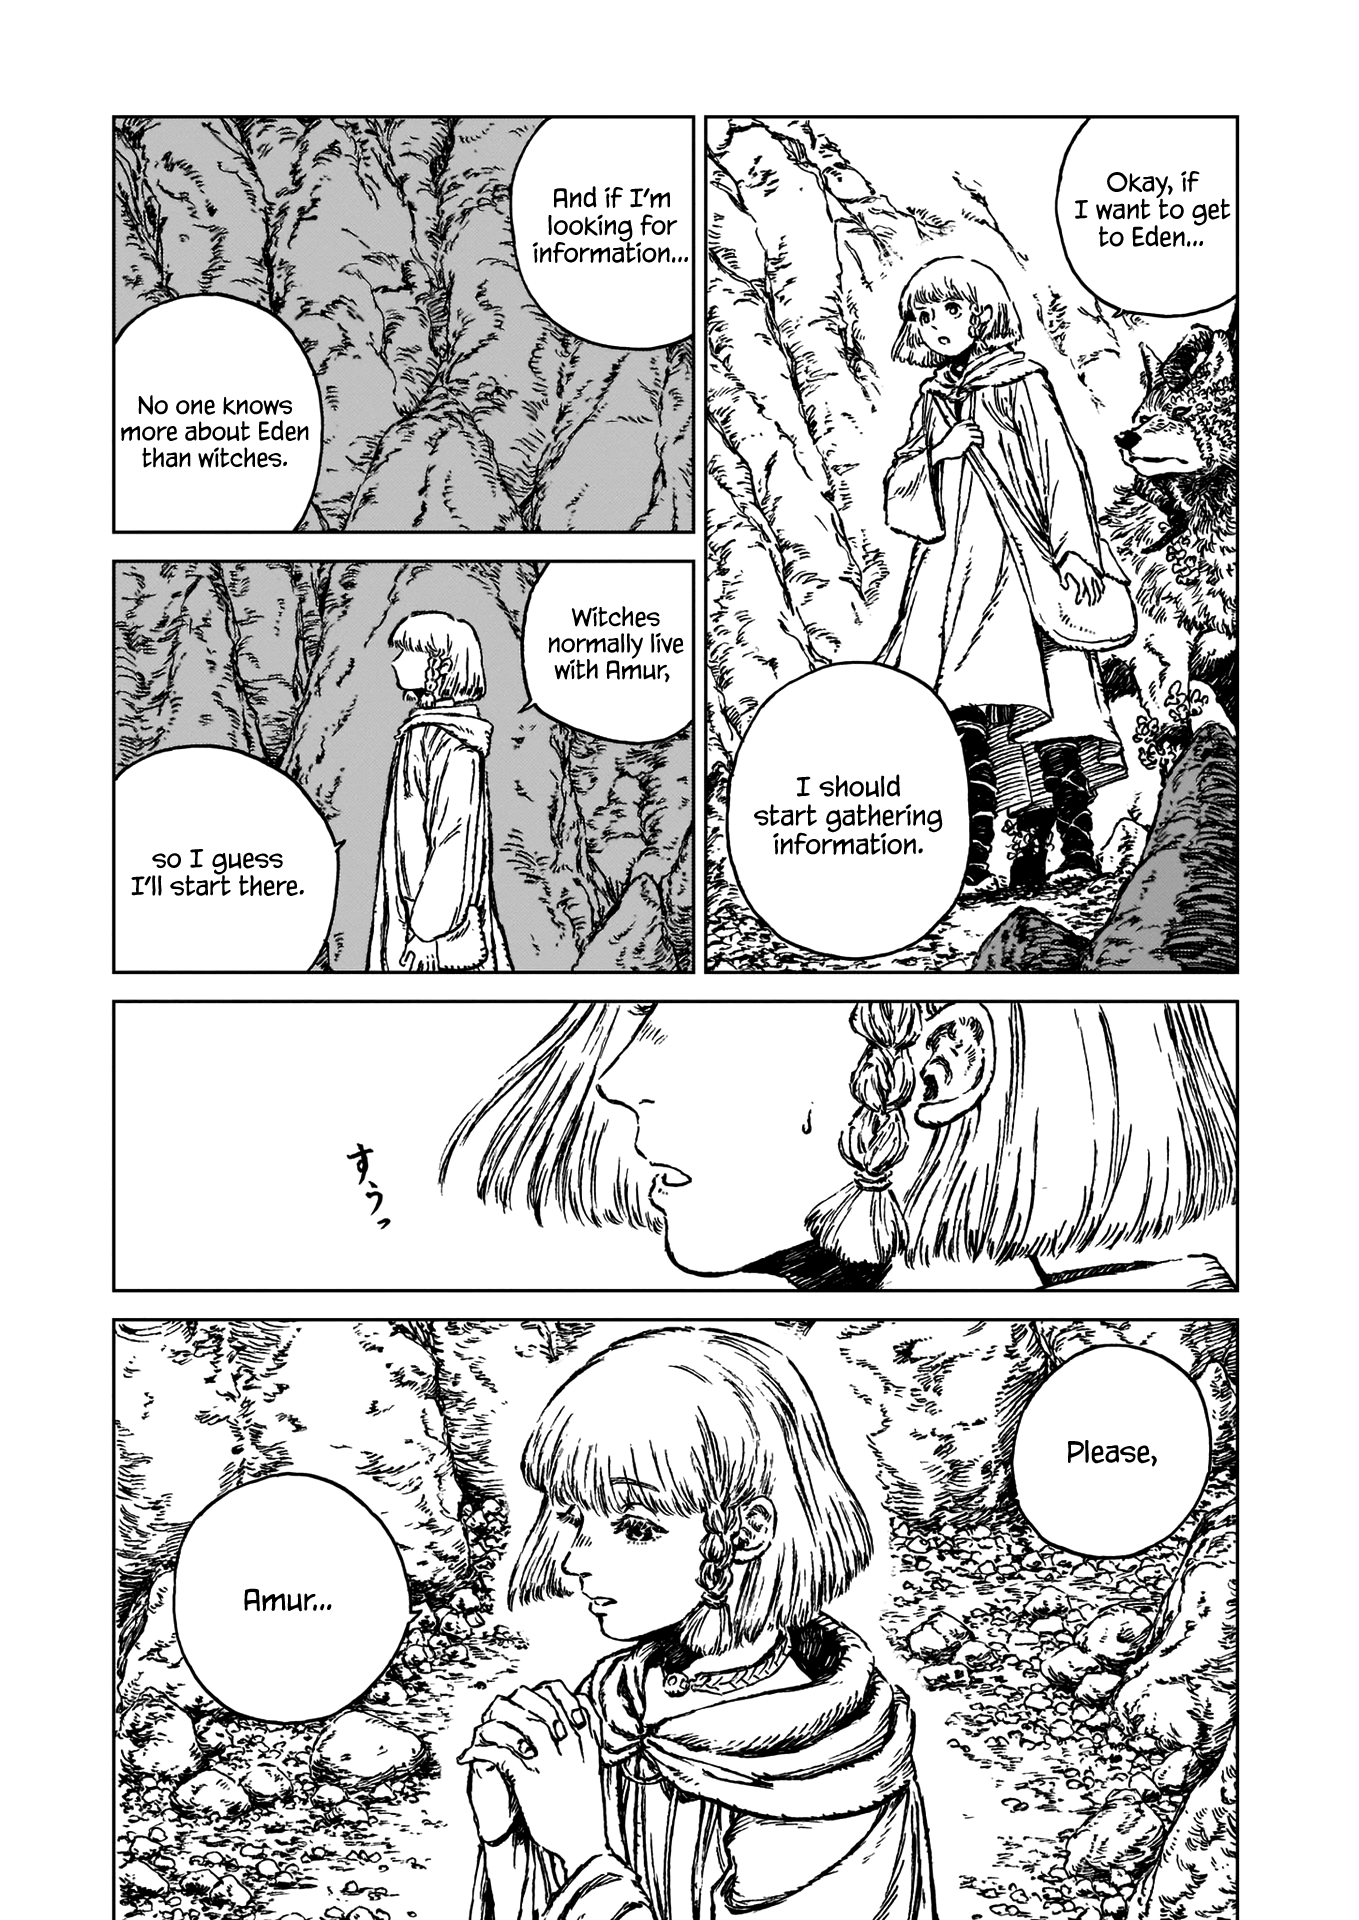 Okay, if
I want to get
to Eden...
I should
start gathering
information.
And if I'm
looking for
information...
No one knows
more about Eden
than witches.
Witches
normally live
with Amur,
so I guess
I'll start there.
すぅっ
Please,
Amur...